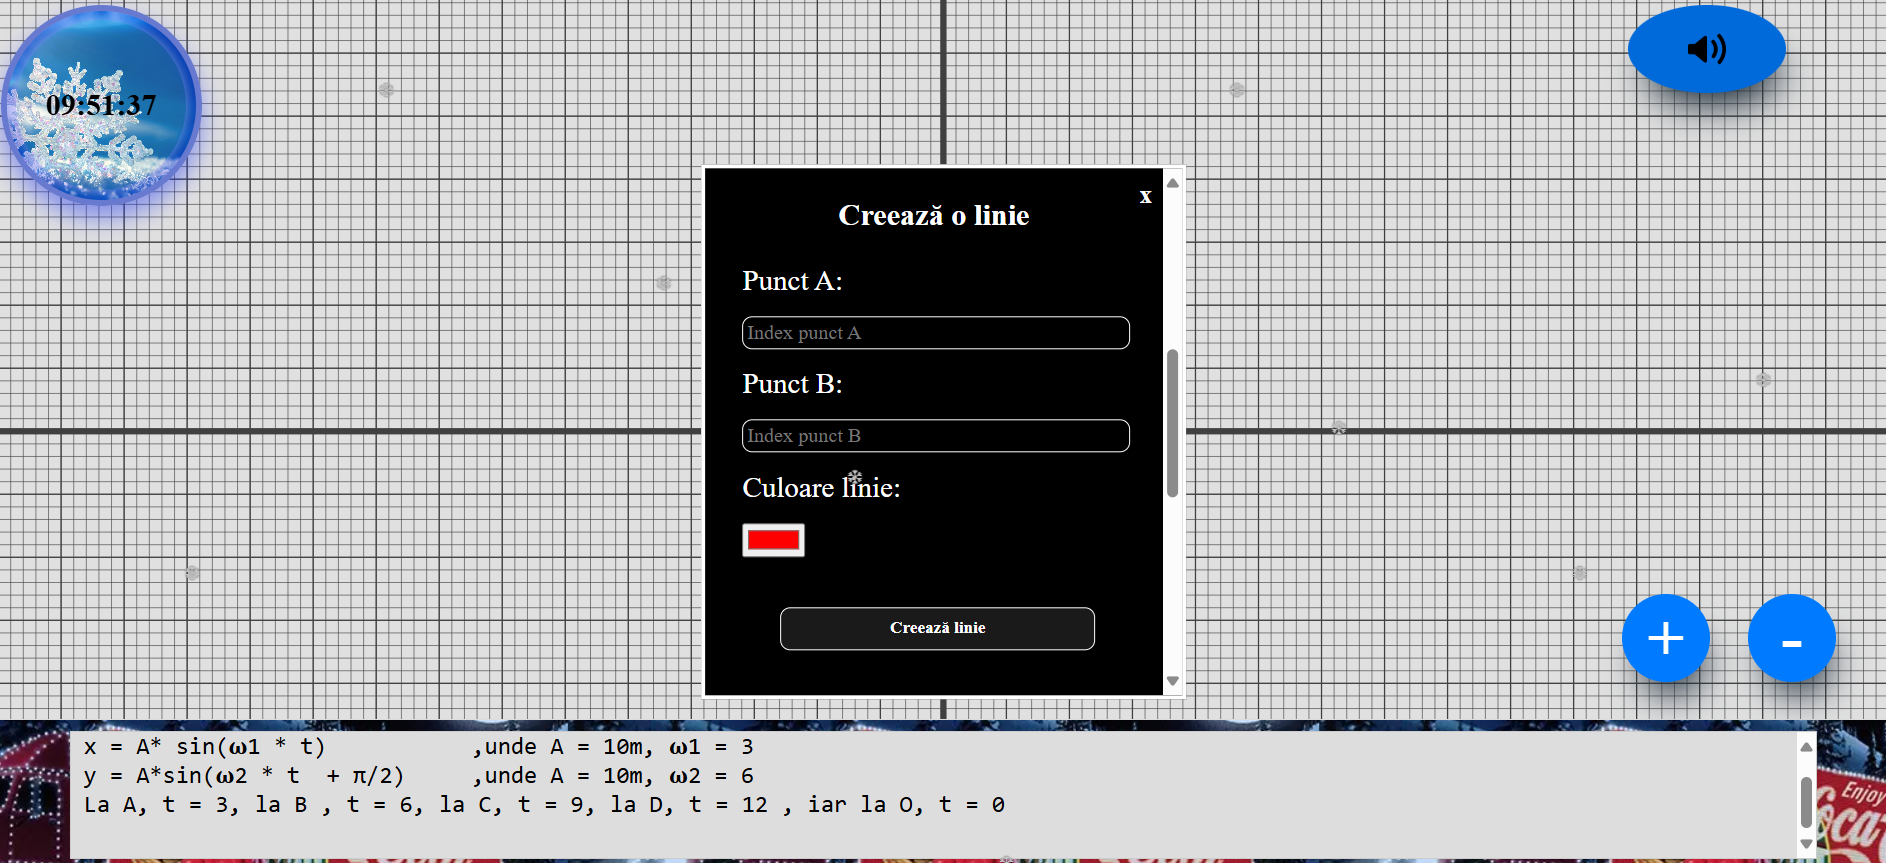 09:51:37
x
Creează o linie
Punct A:
Index punct A
Punct B:
Index punct B
Culoare linie:
Creează linie
+ -
x = A* sin(ω1 * t) ,unde A = 10m, ω1 = 3
y = A*sin(ω2 * t + π/2) ,unde A = 10m, ω2 = 6
La A, t = 3, la B , t = 6, la C, t = 9, la D, t = 12 , iar la O, t = 0
Enjoy